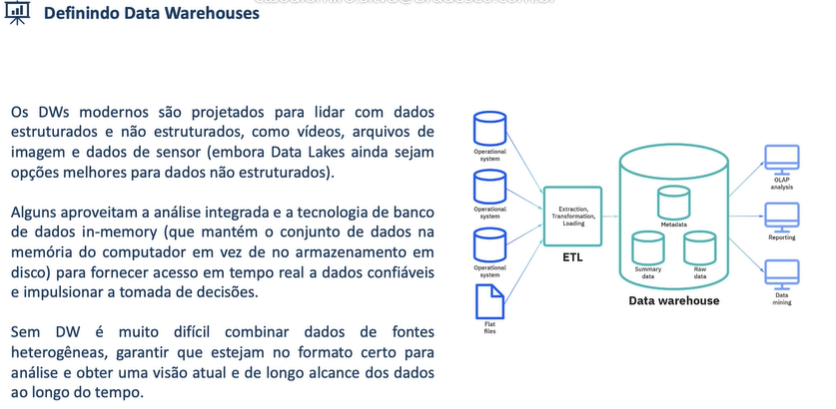 Definindo Data Warehouses
Os DWs modernos são projetados para lidar com dados
estruturados e não estruturados, como vídeos, arquivos de
imagem e dados de sensor (embora Data Lakes ainda sejam
opções melhores para dados não estruturados).
Alguns aproveitam a análise integrada e a tecnologia de banco
de dados in-memory (que mantém o conjunto de dados na
memória do computador em vez de no armazenamento em
disco) para fornecer acesso em tempo real a dados confiáveis
e impulsionar a tomada de decisões.
Sem DW é muito difícil combinar dados de fontes
heterogêneas, garantir que estejam no formato certo para
análise e obter uma visão atual e de longo alcance dos dados
ao longo do tempo.
Operational
system
Operational
system
Operational
system
Flat
files
Extraction,
Transformation,
Loading
ETL
Metadata
Summary
data
Raw
data
Data warehouse
OLAP
analysis
Reporting
Data
mining